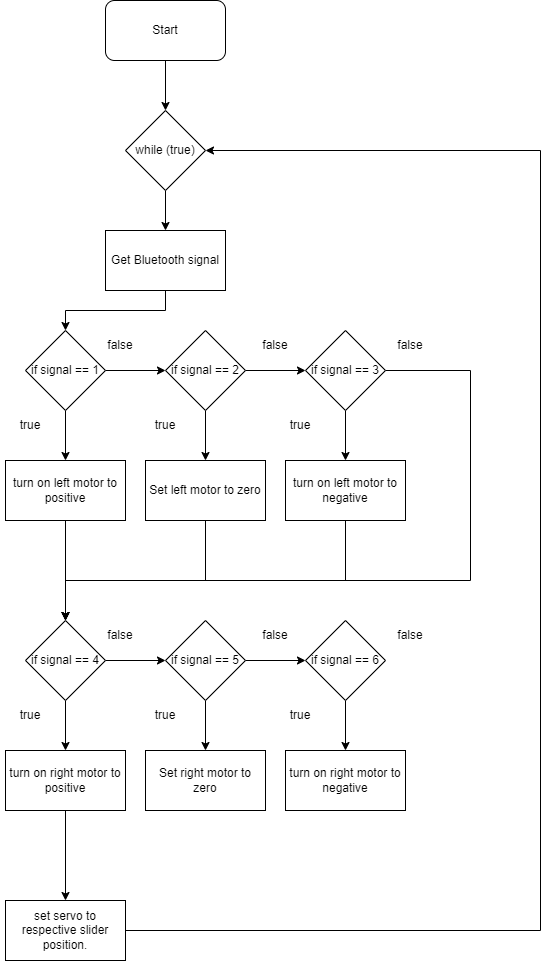 Start
while (true)
Get Bluetooth signal
false
false
false
if signal == 1
if signal == 2
if signal == 3
true
true
true
turn on left motor to
positive
Set left motor to zero
turn on left motor to
negative
false
false
false
if signal == 4
if signal == 5
if signal == 6
true
true
true
turn on right motor to
positive
Set right motor to
zero
turn on right motor to
negative
set servo to
respective slider
position.